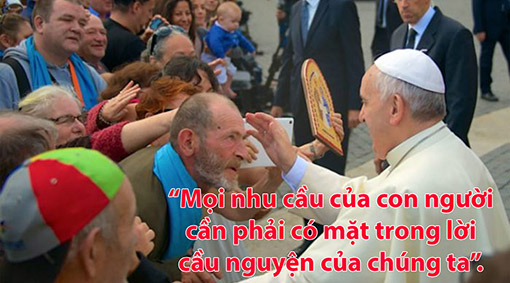 “Mọi nhu cầu của con người
cần phải có mặt trong lời
cầu nguyện của chúng ta”.